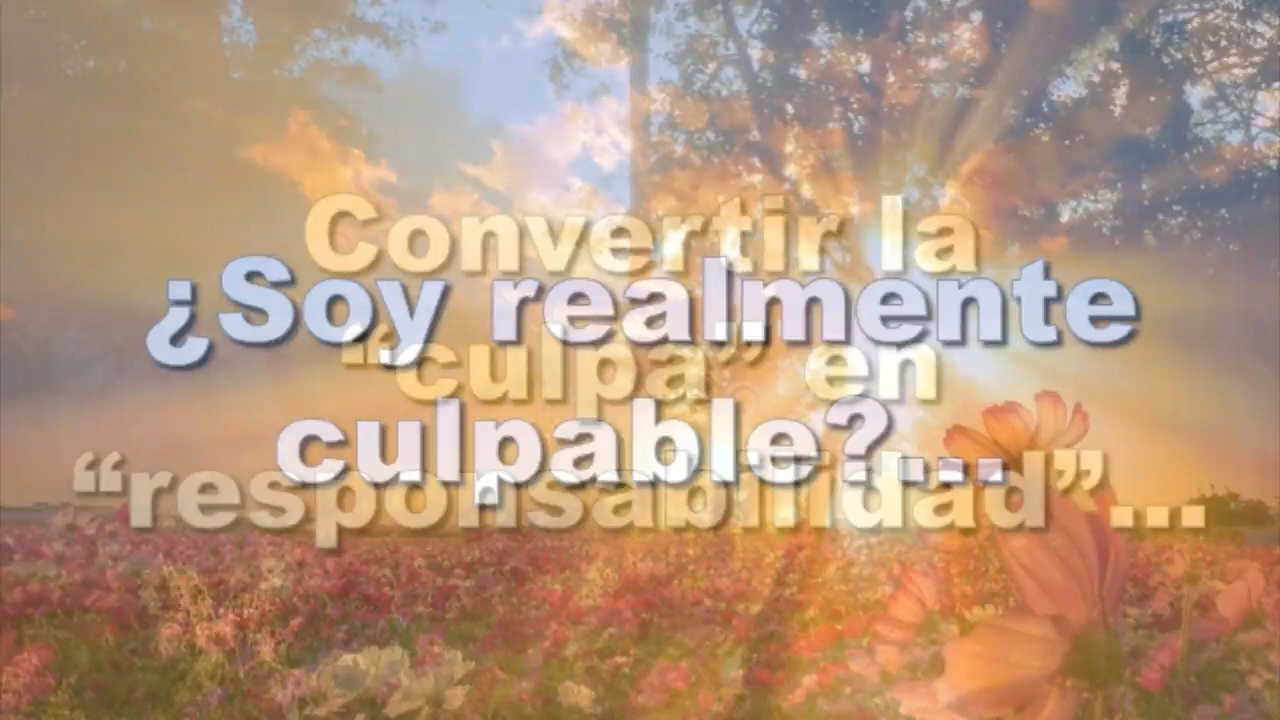 Convertir la
“culpa” en
“responsabilidad”...
¿Soy realmente
culpable?...